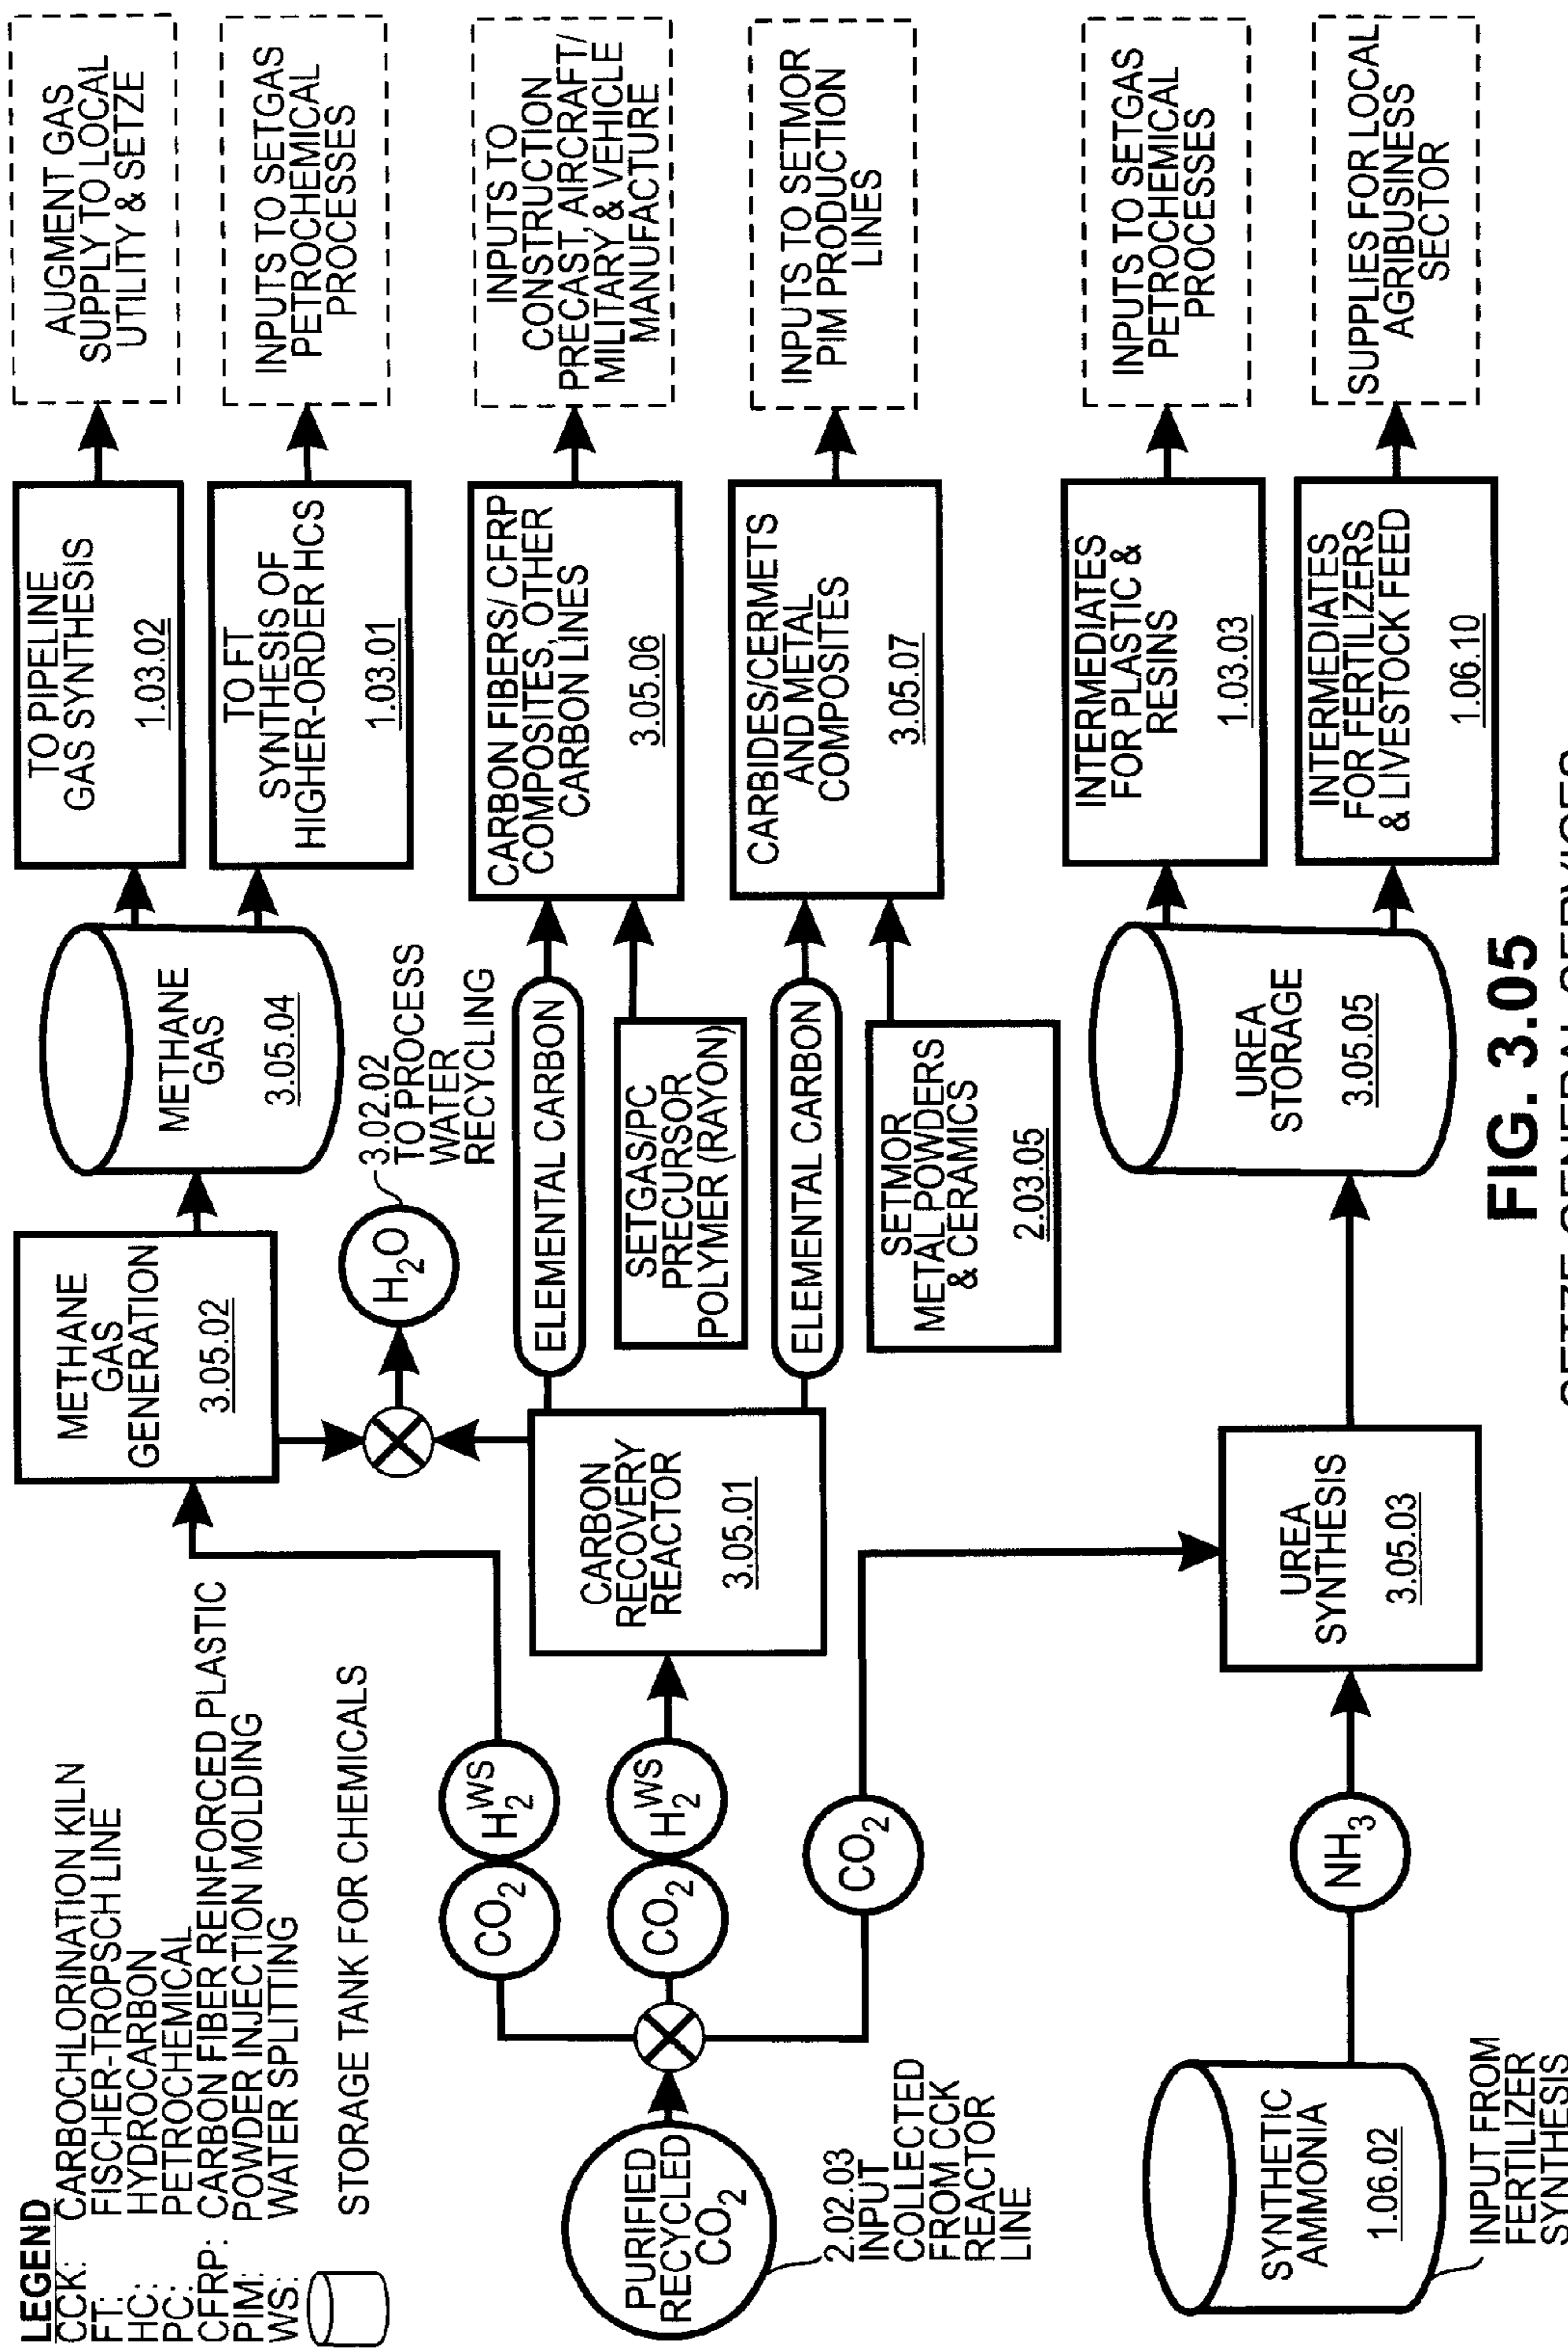 LEGEND
CCK: CARBOCHLORINATION KILN
FT: FISCHER-TROPSCH LINE
HC: HYDROCARBON
PC: PETROCHEMICAL
CFRP: CARBON FIBER REINFORCED PLASTIC
PIM: POWDER INJECTION MOLDING
WS: WATER SPLITTING
STORAGE TANK FOR CHEMICALS
METHANE
GAS
GENERATION
3.05.02
METHANE
GAS
3.05.04
TO PIPELINE
GAS SYNTHESIS
1.03.02
AUGMENT GAS
SUPPLY TO LOCAL
UTILITY & SETZE
TO FT
SYNTHESIS OF
HIGHER-ORDER HCS
1.03.01
INPUTS TO SETGAS
PETROCHEMICAL
PROCESSES
H2O
3.02.02
TO PROCESS
WATER
RECYCLING
CO2
H2WS
PURIFIED
RECYCLED
CO2
2.02.03
INPUT
COLLECTED
FROM CCK
REACTOR
LINE
CO2
H2WS
CO2
CARBON
RECOVERY
REACTOR
3.05.01
ELEMENTAL CARBON
SETGAS/PC
PRECURSOR
POLYMER (RAYON)
CARBON FIBERS/ CFRP
COMPOSITES, OTHER
CARBON LINES
3.05.06
INPUTS TO
CONSTRUCTION
PRECAST, AIRCRAFT/
MILITARY & VEHICLE
MANUFACTURE
ELEMENTAL CARBON
SETMOR
METAL POWDERS
& CERAMICS
2.03.05
CARBIDES/CERMETS
AND METAL
COMPOSITES
3.05.07
INPUTS TO SETMOR
PIM PRODUCTION
LINES
SYNTHETIC
AMMONIA
1.06.02
INPUT FROM
FERTILIZER
SYNTHESIS
NH3
UREA
SYNTHESIS
3.05.03
UREA
STORAGE
3.05.05
INTERMEDIATES
FOR PLASTIC &
RESINS
1.03.03
INPUTS TO SETGAS
PETROCHEMICAL
PROCESSES
INTERMEDIATES
FOR FERTILIZERS
& LIVESTOCK FEED
1.06.10
SUPPLIES FOR LOCAL
AGRIBUSINESS
SECTOR
FIG. 3.05
SETZE GENERAL SERVICES